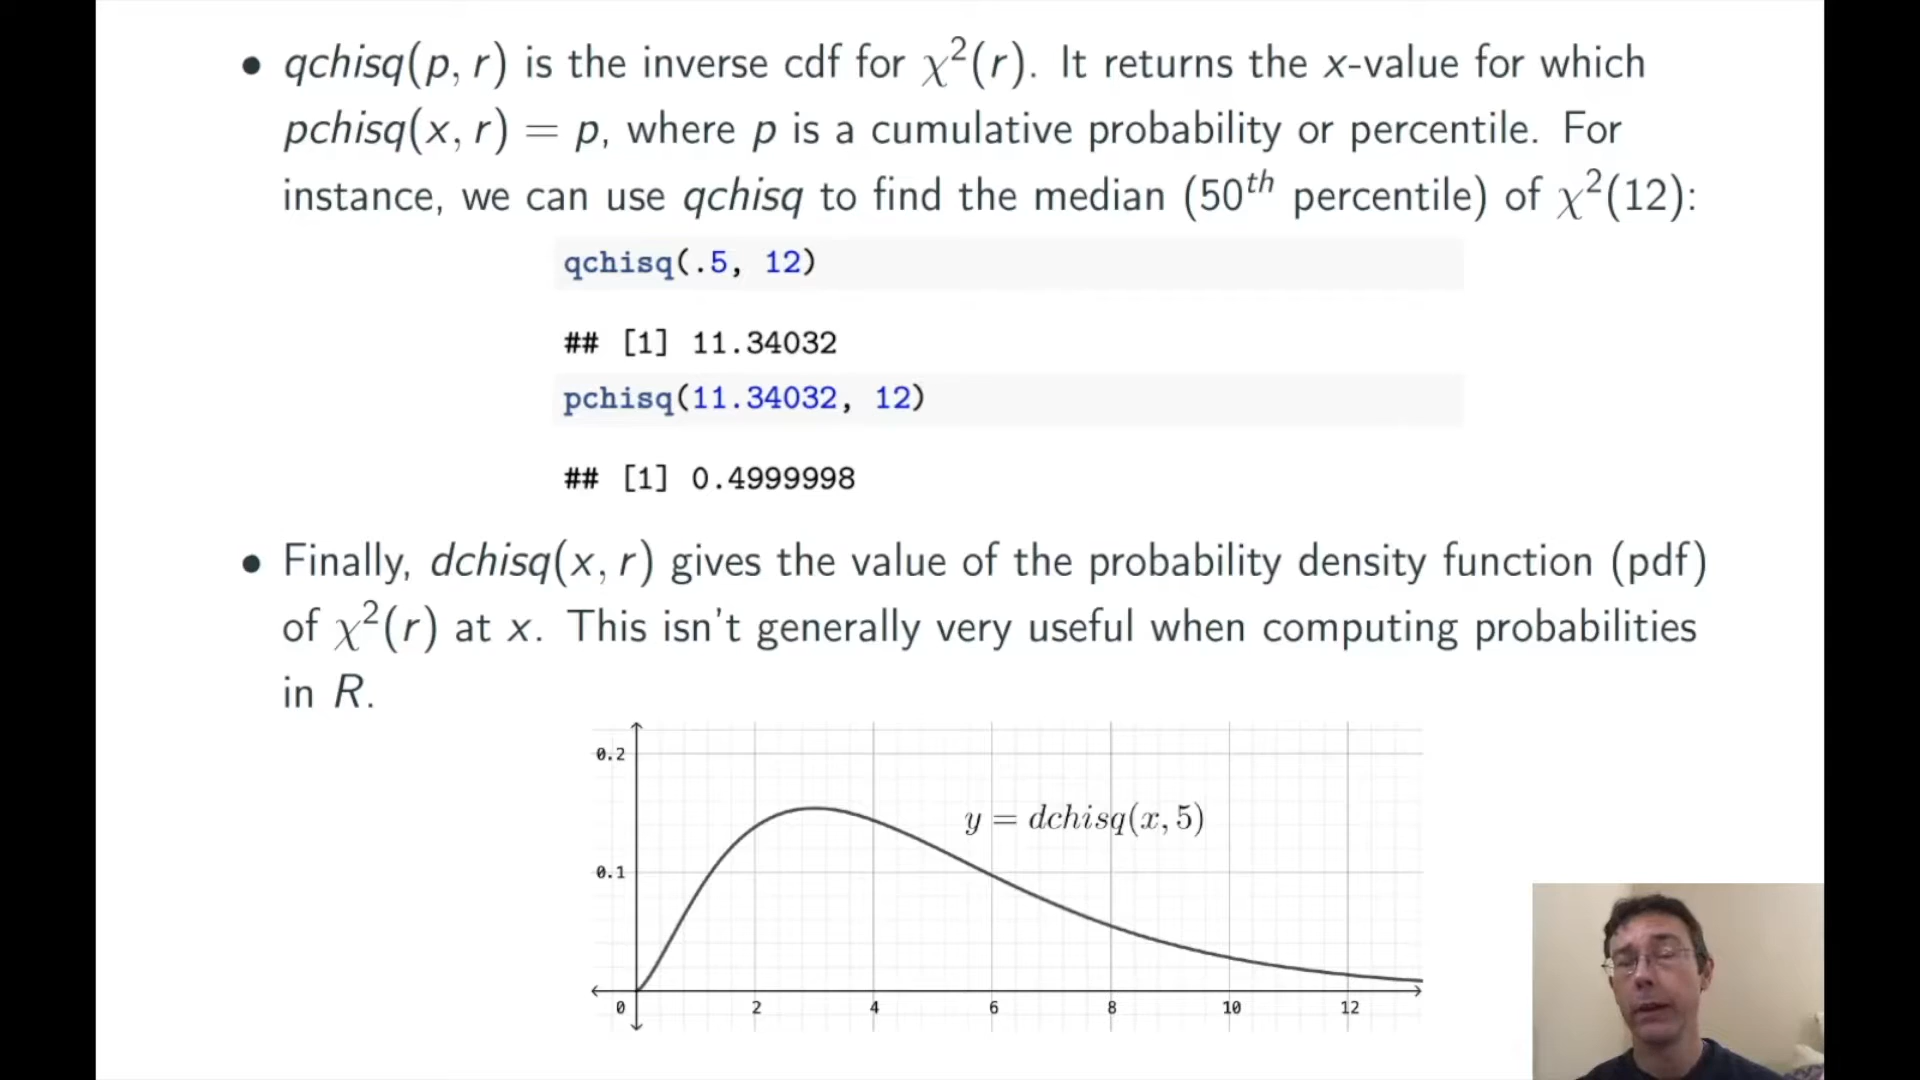 • qchisq(p, r) is the inverse cdf for χ²(r). It returns the x-value for which
pchisq(x, r) = p, where p is a cumulative probability or percentile. For
instance, we can use qchisq to find the median (50ᵗʰ percentile) of χ²(12):
qchisq(.5, 12)
## [1] 11.34032
pchisq(11.34032, 12)
## [1] 0.4999998
• Finally, dchisq(x, r) gives the value of the probability density function (pdf)
of χ²(r) at x. This isn't generally very useful when computing probabilities
in R.
0.2
y = dchisq(x, 5)
0.1
0 2 4 6 8 10 12